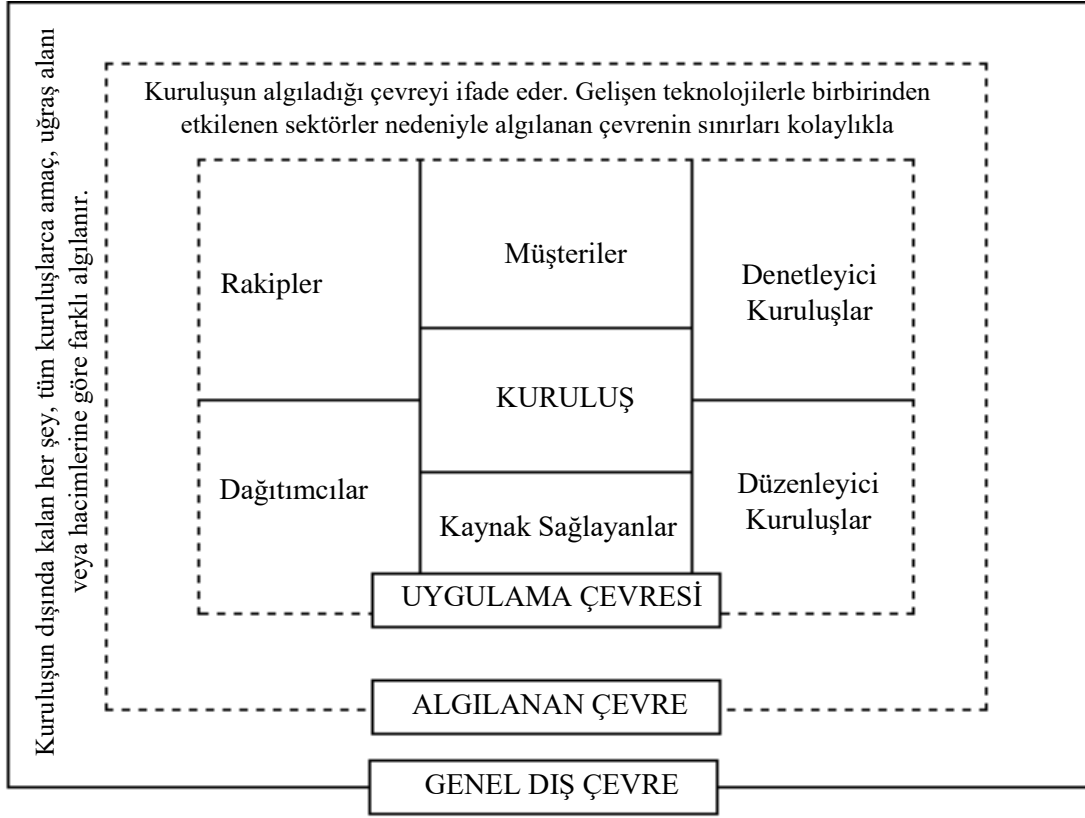 Kuruluşun dışında kalan her şey, tüm kuruluşlarca amaç, uğraş alanı
veya hacimlerine göre farklı algılanır.
Kuruluşun algıladığı çevreyi ifade eder. Gelişen teknolojilerle birbirinden
etkilenen sektörler nedeniyle algılanan çevrenin sınırları kolaylıkla
Rakipler
Müşteriler
Denetleyici
Kuruluşlar
KURULUŞ
Dağıtımcılar
Kaynak Sağlayanlar
Düzenleyici
Kuruluşlar
UYGULAMA ÇEVRESİ
ALGILANAN ÇEVRE
GENEL DIŞ ÇEVRE